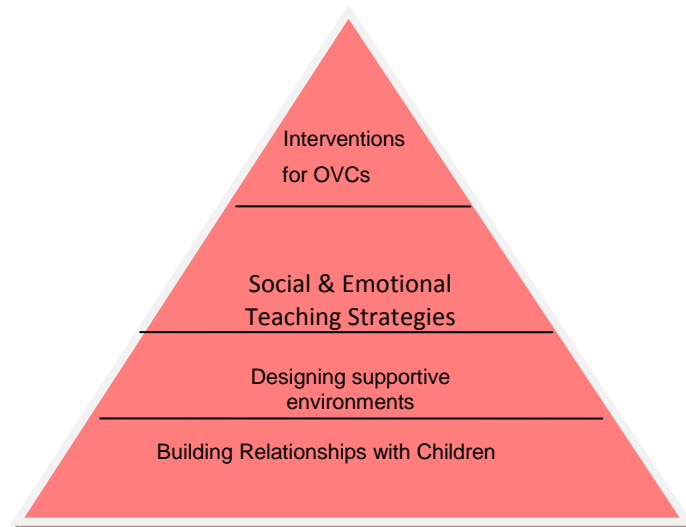 Interventions
for OVCs
Social & Emotional
Teaching Strategies
Designing supportive
environments
Building Relationships with Children